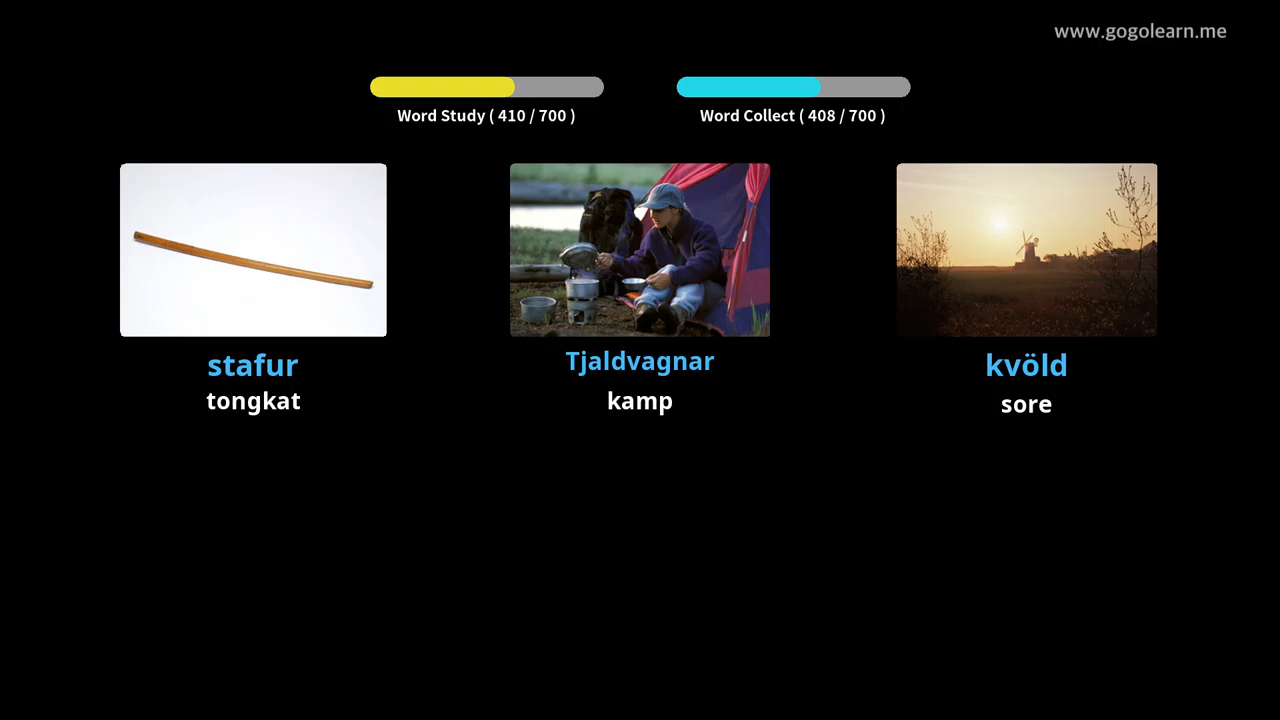 www.gogolearn.me
Word Study ( 410 / 700 )
Word Collect ( 408 / 700 )
stafur
Tjaldvagnar
kvöld
tongkat
kamp
sore